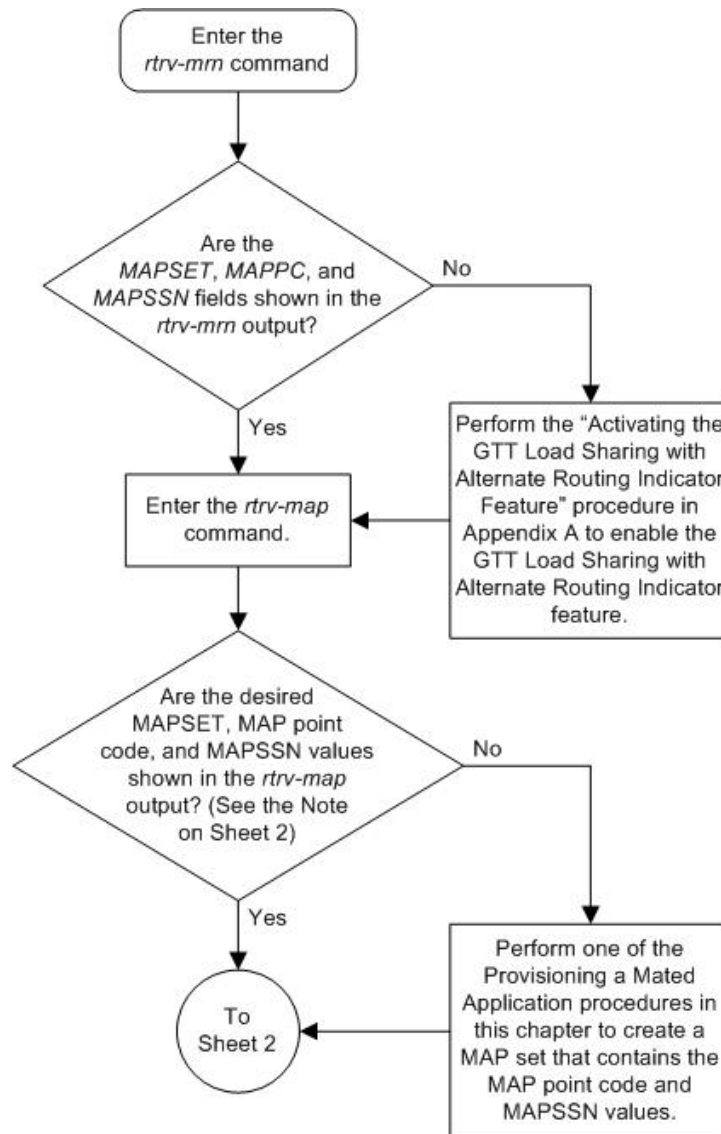 Enter the
rtrv-mrn command
Are the
MAPSET, MAPPC, and
MAPSSN fields shown in the
rtrv-mrn output?
No
Yes
Perform the “Activating the
GTT Load Sharing with
Alternate Routing Indicator
Feature” procedure in
Appendix A to enable the
GTT Load Sharing with
Alternate Routing Indicator
feature.
Enter the rtrv-map
command.
Are the desired
MAPSET, MAP point
code, and MAPSSN values
shown in the rtrv-map
output? (See the Note
on Sheet 2)
No
Yes
Perform one of the
Provisioning a Mated
Application procedures in
this chapter to create a
MAP set that contains the
MAP point code and
MAPSSN values.
To
Sheet 2